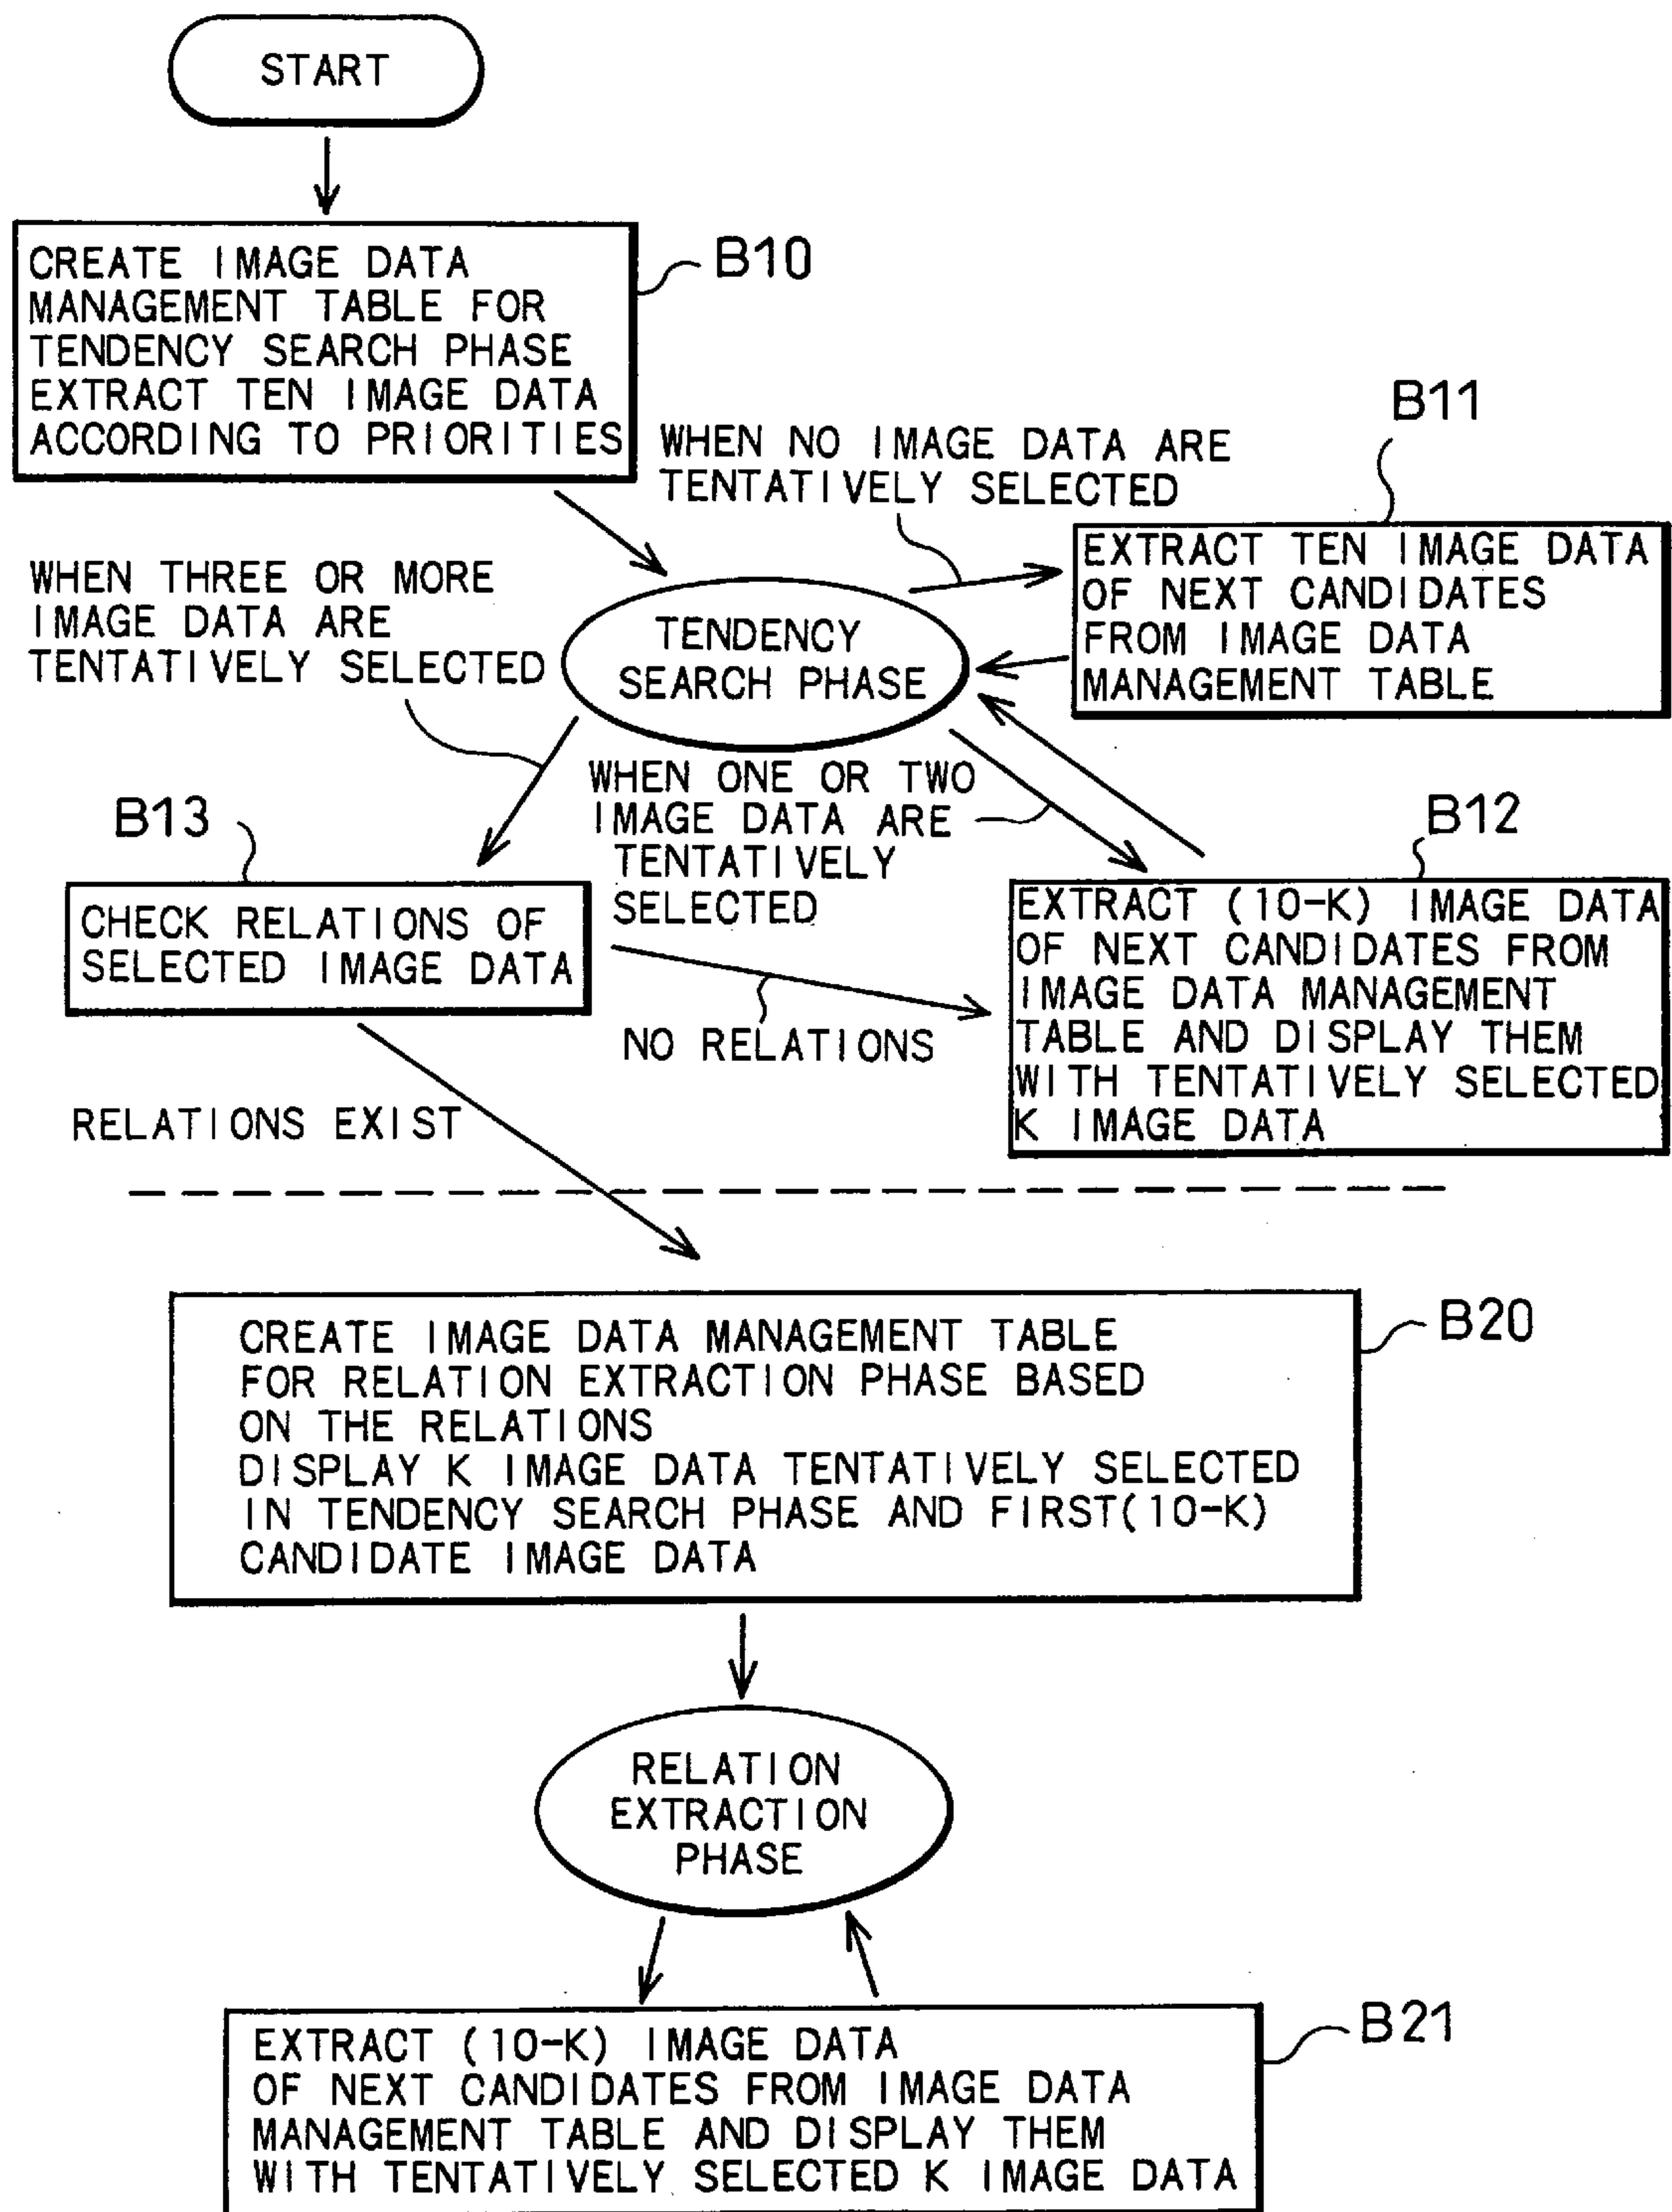 START
CREATE IMAGE DATA
MANAGEMENT TABLE FOR
TENDENCY SEARCH PHASE
EXTRACT TEN IMAGE DATA
ACCORDING TO PRIORITIES
B10
WHEN NO IMAGE DATA ARE
TENTATIVELY SELECTED
B11
EXTRACT TEN IMAGE DATA
OF NEXT CANDIDATES
FROM IMAGE DATA
MANAGEMENT TABLE
WHEN THREE OR MORE
IMAGE DATA ARE
TENTATIVELY SELECTED
TENDENCY
SEARCH PHASE
WHEN ONE OR TWO
IMAGE DATA ARE
TENTATIVELY
SELECTED
B13
CHECK RELATIONS OF
SELECTED IMAGE DATA
B12
EXTRACT (10-K) IMAGE DATA
OF NEXT CANDIDATES FROM
IMAGE DATA MANAGEMENT
TABLE AND DISPLAY THEM
WITH TENTATIVELY SELECTED
K IMAGE DATA
NO RELATIONS
RELATIONS EXIST
B20
CREATE IMAGE DATA MANAGEMENT TABLE
FOR RELATION EXTRACTION PHASE BASED
ON THE RELATIONS
DISPLAY K IMAGE DATA TENTATIVELY SELECTED
IN TENDENCY SEARCH PHASE AND FIRST(10-K)
CANDIDATE IMAGE DATA
RELATION
EXTRACTION
PHASE
B21
EXTRACT (10-K) IMAGE DATA
OF NEXT CANDIDATES FROM IMAGE DATA
MANAGEMENT TABLE AND DISPLAY THEM
WITH TENTATIVELY SELECTED K IMAGE DATA